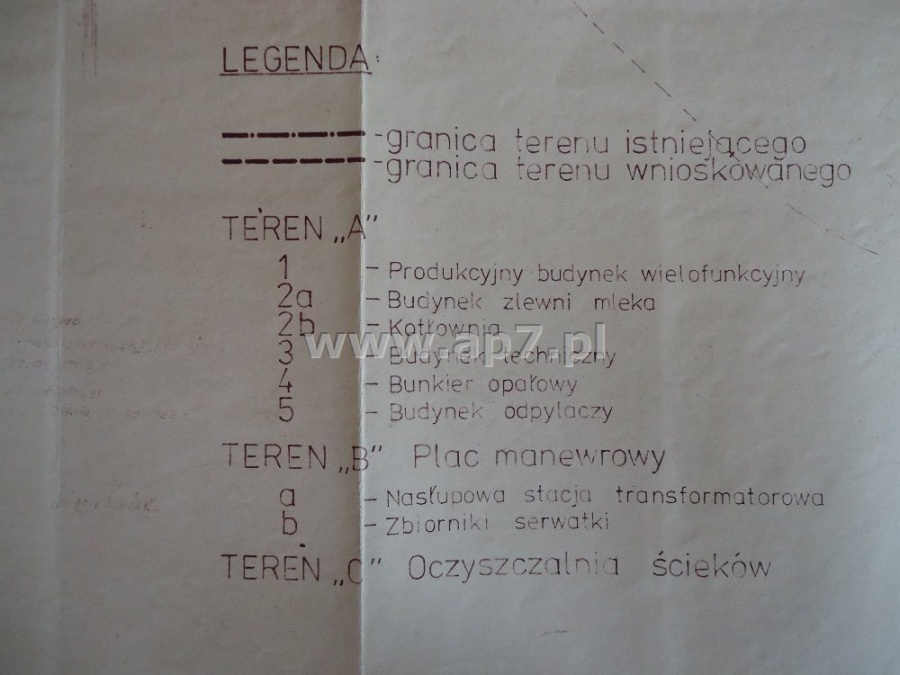 LEGENDA:
- granica terenu istniejącego
- granica terenu wnioskowanego
TEREN „A"
1 - Produkcyjny budynek wielofunkcyjny
2a - Budynek zlewni mleka
2b - Kotłownia
www.ap7.pl
3 - Budynek techniczny
4 - Bunkier opałowy
5 - Budynek odpylaczy
TEREN „B" Plac manewrowy
a - Nasłupowa stacja transformatorowa
b - Zbiorniki serwatki
TEREN „C" Oczyszczalnia ścieków